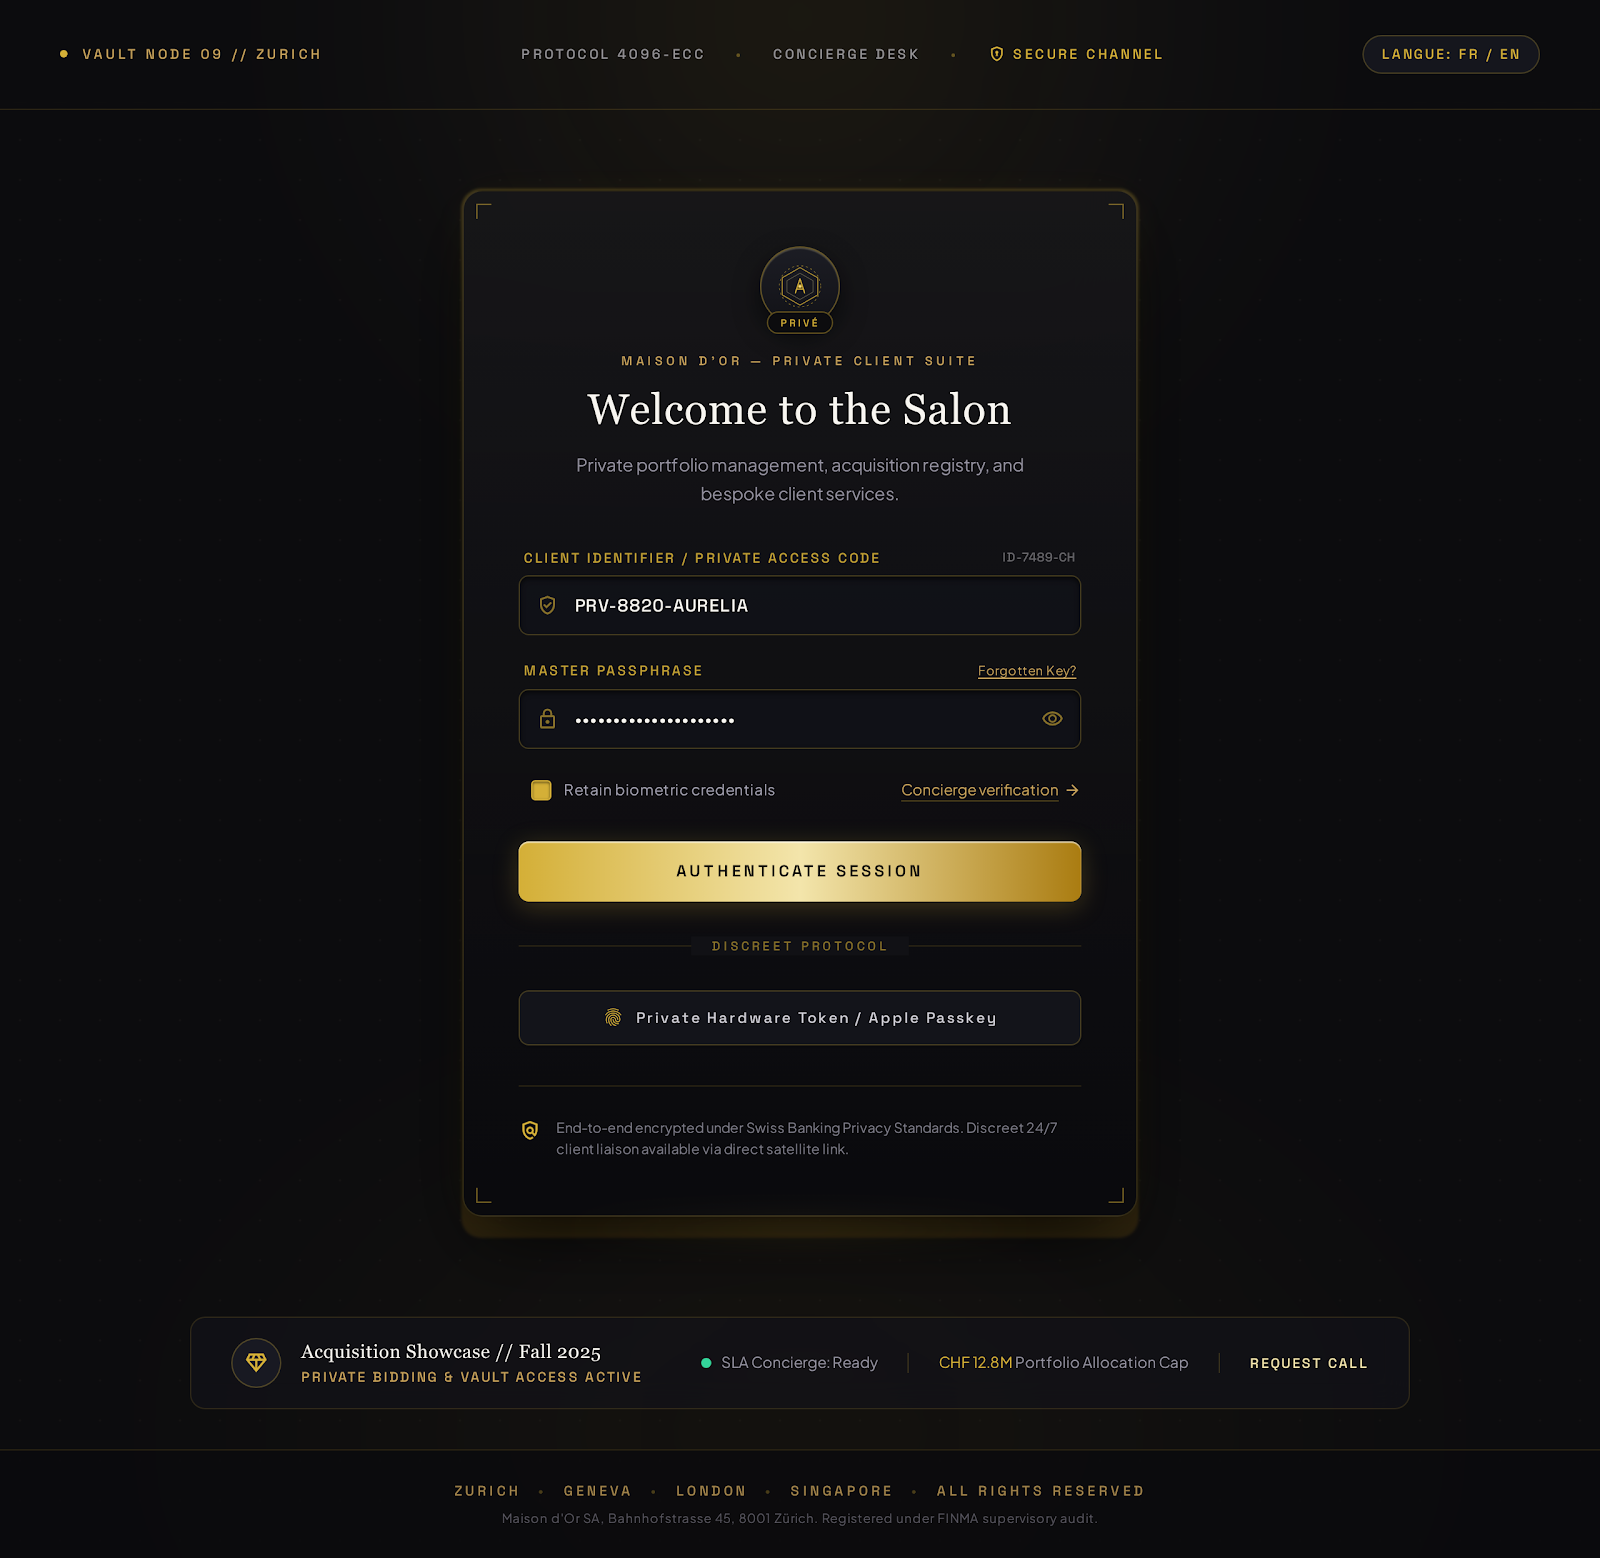 VAULT NODE 09 // ZURICH
PROTOCOL 4096-ECC • CONCIERGE DESK • SECURE CHANNEL
LANGUE: FR / EN
A
PRIVÉ
MAISON D'OR — PRIVATE CLIENT SUITE
Welcome to the Salon
Private portfolio management, acquisition registry, and
bespoke client services.
CLIENT IDENTIFIER / PRIVATE ACCESS CODE
ID-7489-CH
PRV-8820-AURELIA
MASTER PASSPHRASE
Forgotten Key?
•••••••••••••••••••••
Retain biometric credentials
Concierge verification →
AUTHENTICATE SESSION
DISCREET PROTOCOL
Private Hardware Token / Apple Passkey
End-to-end encrypted under Swiss Banking Privacy Standards. Discreet 24/7
client liaison available via direct satellite link.
Acquisition Showcase // Fall 2025
PRIVATE BIDDING & VAULT ACCESS ACTIVE
SLA Concierge: Ready
CHF 12.8M Portfolio Allocation Cap
REQUEST CALL
ZURICH • GENEVA • LONDON • SINGAPORE • ALL RIGHTS RESERVED
Maison d'Or SA, Bahnhofstrasse 45, 8001 Zürich. Registered under FINMA supervisory audit.